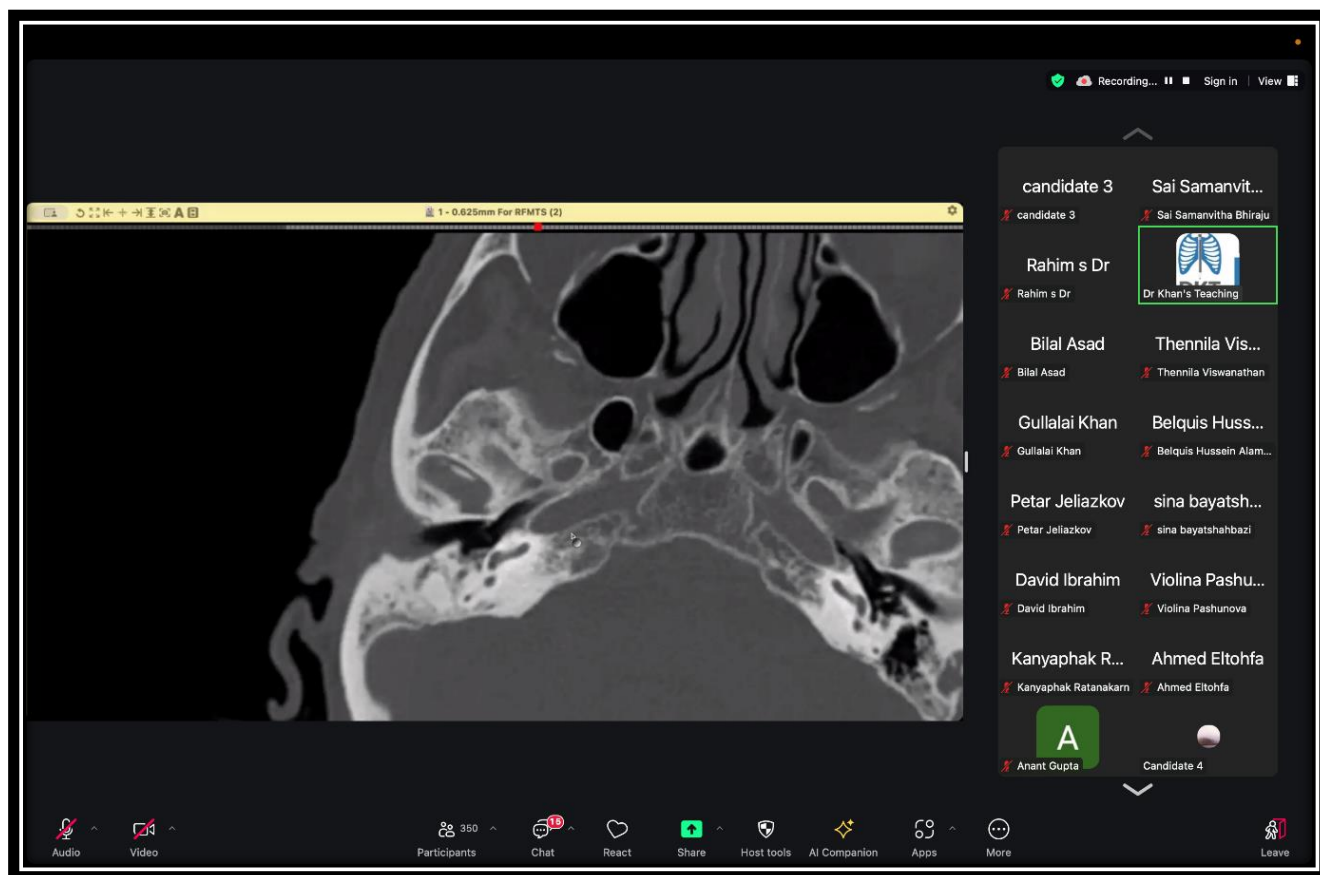 Recording... Sign in View
1 - 0.625mm For RFMTS (2)
A
candidate 3
candidate 3
Sai Samanvit...
Sai Samanvitha Bhiraju
Rahim s Dr
Rahim s Dr
Dr Khan's Teaching
Bilal Asad
Bilal Asad
Thennila Vis...
Thennila Viswanathan
Gullalai Khan
Gullalai Khan
Belquis Huss...
Belquis Hussein Alam...
Petar Jeliazkov
Petar Jeliazkov
sina bayatsh...
sina bayatshahbazi
David Ibrahim
David Ibrahim
Violina Pashu...
Violina Pashunova
Kanyaphak R...
Kanyaphak Ratanakarn
Ahmed Eltohfa
Ahmed Eltohfa
A
Anant Gupta
Candidate 4
Audio
Video
350
Participants
15
Chat
React
Share
Host tools
AI Companion
Apps
More
Leave